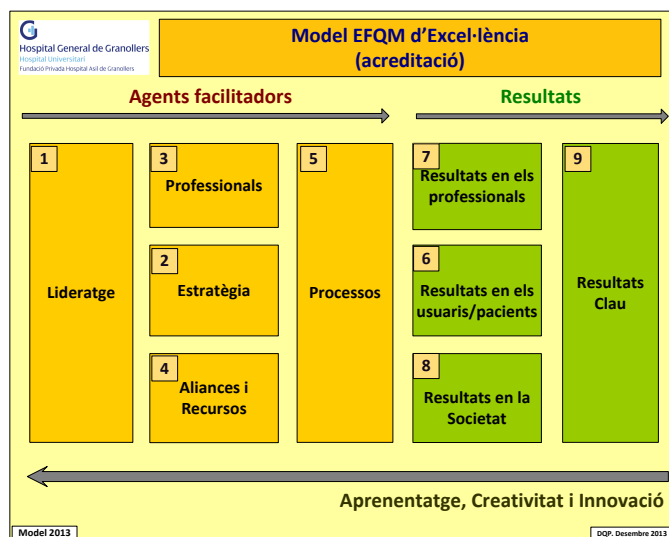 Hospital General de Granollers
Hospital Universitari
Fundació Privada Hospital Asil de Granollers
Model EFQM d'Excel·lència
(acreditació)
Agents facilitadors
Resultats
1
Lideratge
3
Professionals
2
Estratègia
4
Aliances i
Recursos
5
Processos
7
Resultats en els
professionals
6
Resultats en els
usuaris/pacients
8
Resultats en la
Societat
9
Resultats
Clau
Aprenentatge, Creativitat i Innovació
Model 2013
DQP. Desembre 2013